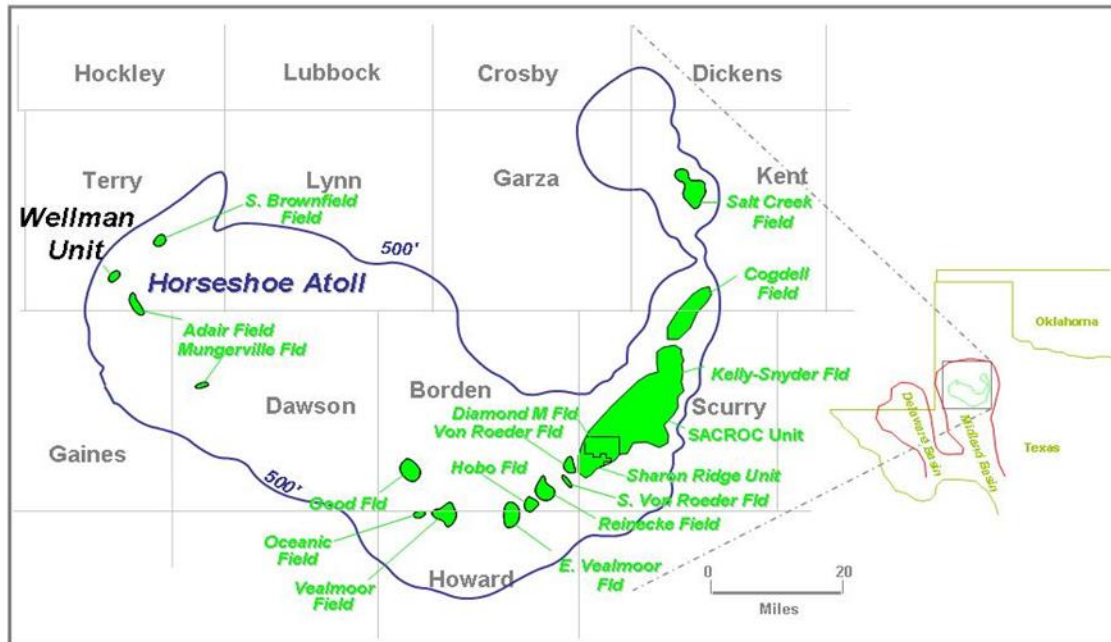 Hockley
Lubbock
Crosby
Dickens
Terry
Lynn
Garza
Kent
S. Brownfield
Field
Wellman
Unit
Salt Creek
Field
500'
Horseshoe Atoll
Cogdell
Field
Adair Field
Mungerville Fld
Oklahoma
Kelly-Snyder Fld
Borden
Dawson
Diamond M Fld
Scurry
Von Roeder Fld
SACROC Unit
Delaward Basin
Midland Basin
Texas
Gaines
Hobo Fld
Sharon Ridge Unit
500'
Good Fld
S. Von Roeder Fld
Reinecke Field
Oceanic
Field
E. Vealmoor
Fld
Vealmoor
Field
Howard
0 20
Miles